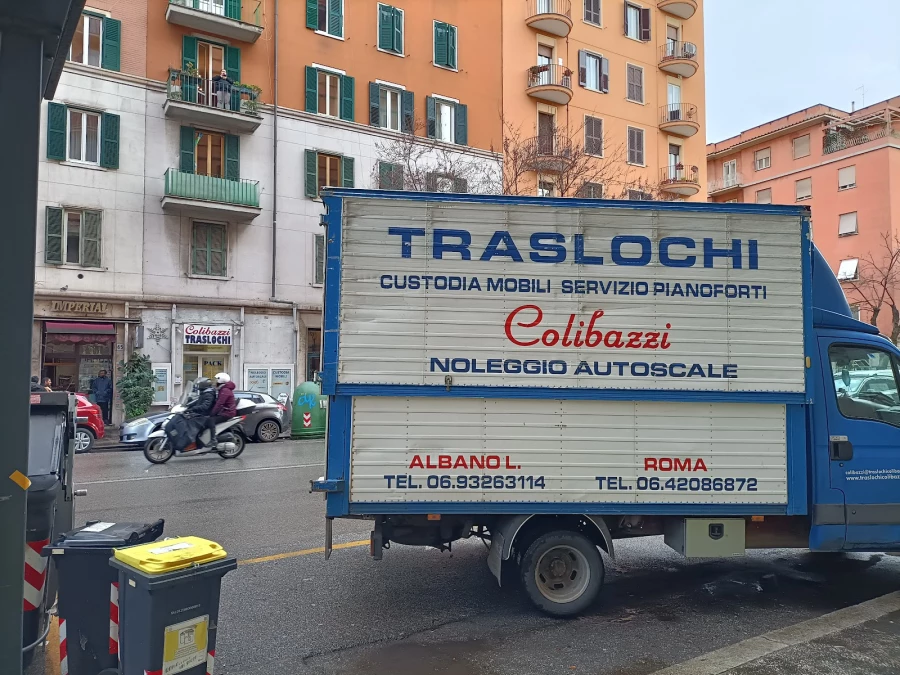 TRASLOCHI
CUSTODIA MOBILI SERVIZIO PIANOFORTI
Colibazzi
NOLEGGIO AUTOSCALE
ALBANO L.
TEL. 06.93263114
ROMA
TEL. 06.42086872
IMPERIAL
Colibazzi
TRASLOCHI